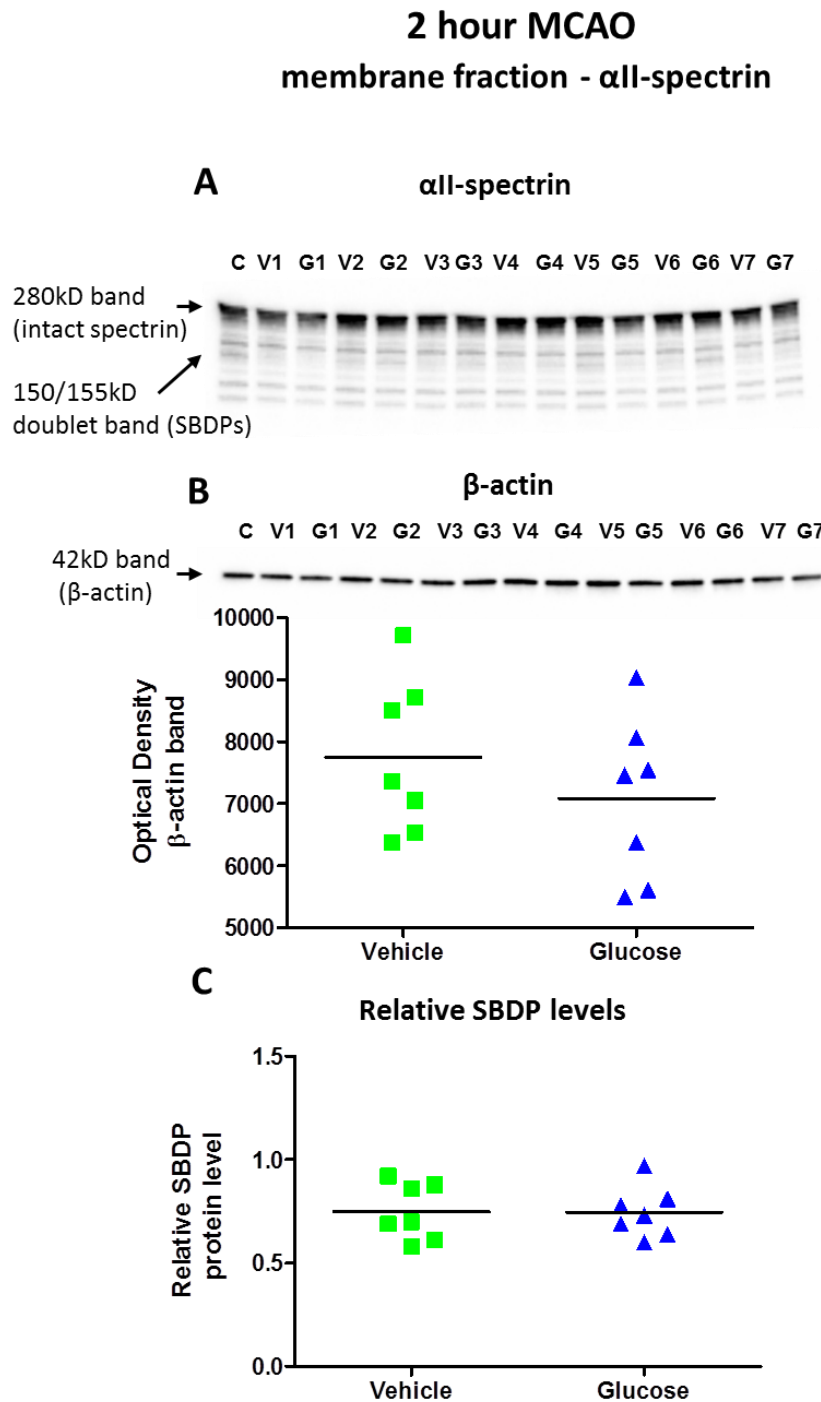 2 hour MCAO
membrane fraction - αII-spectrin
A
αII-spectrin
C V1 G1 V2 G2 V3 G3 V4 G4 V5 G5 V6 G6 V7 G7
280kD band
(intact spectrin)
150/155kD
doublet band (SBDPs)
B
β-actin
C V1 G1 V2 G2 V3 G3 V4 G4 V5 G5 V6 G6 V7 G7
42kD band
(β-actin)
Optical Density
β-actin band
10000
9000
8000
7000
6000
5000
Vehicle Glucose
C
Relative SBDP levels
Relative SBDP
protein level
1.5
1.0
0.5
0.0
Vehicle Glucose